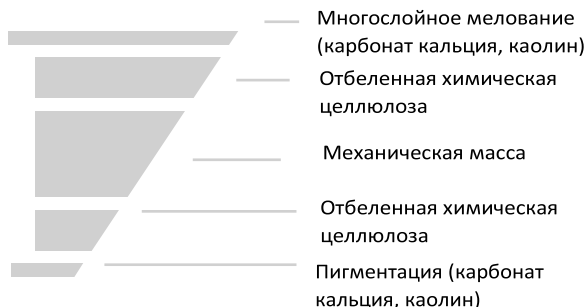 Многослойное мелование
(карбонат кальция, каолин)
Отбеленная химическая
целлюлоза
Механическая масса
Отбеленная химическая
целлюлоза
Пигментация (карбонат
кальция, каолин)